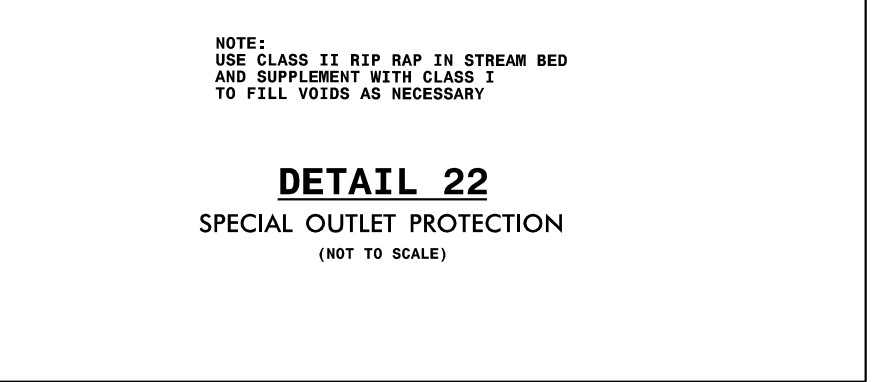 NOTE:
USE CLASS II RIP RAP IN STREAM BED
AND SUPPLEMENT WITH CLASS I
TO FILL VOIDS AS NECESSARY
DETAIL 22
SPECIAL OUTLET PROTECTION
(NOT TO SCALE)